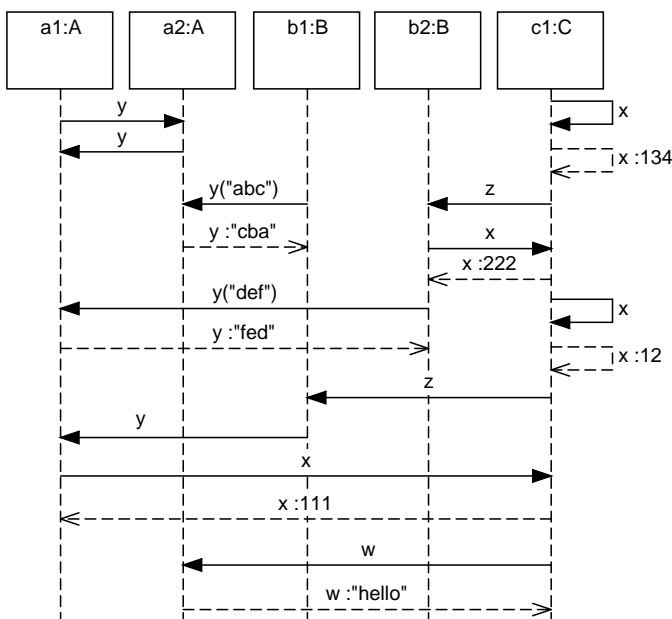 a1:A
a2:A
b1:B
b2:B
c1:C
y
x
y
x :134
y("abc")
z
y :"cba"
x
x :222
y("def")
x
y :"fed"
x :12
z
y
x
x :111
w
w :"hello"